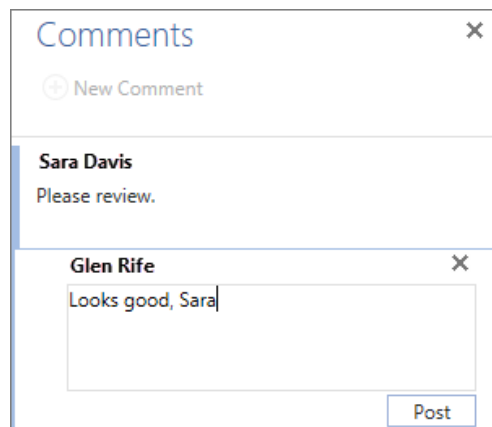 Comments
New Comment
Sara Davis
Please review.
Glen Rife
Looks good, Sara
Post